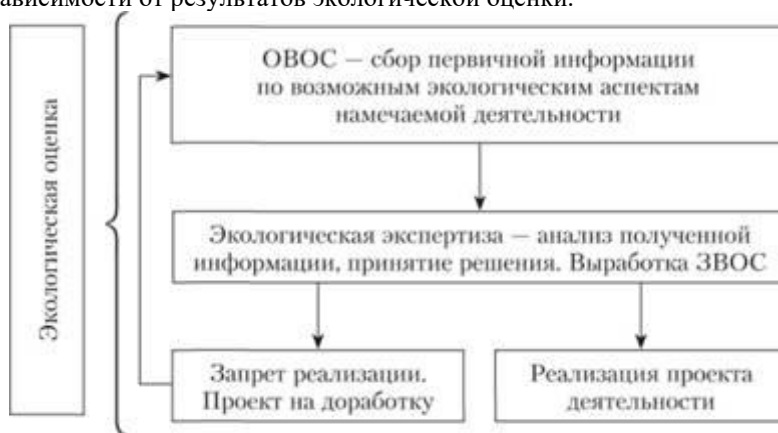 зависимости от результатов экологической оценки.
Экологическая оценка
ОВОС — сбор первичной информации
по возможным экологическим аспектам
намечаемой деятельности
Экологическая экспертиза — анализ полученной
информации, принятие решения. Выработка ЗВОС
Запрет реализации.
Проект на доработку
Реализация проекта
деятельности